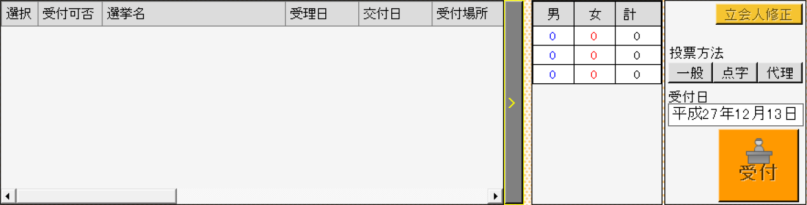 選択 受付可否 選挙名 受理日 交付日 受付場所
>
男 女 計
0 0 0
0 0 0
0 0 0
立会人修正
投票方法
一般 点字 代理
受付日
平成27年12月13日
受付